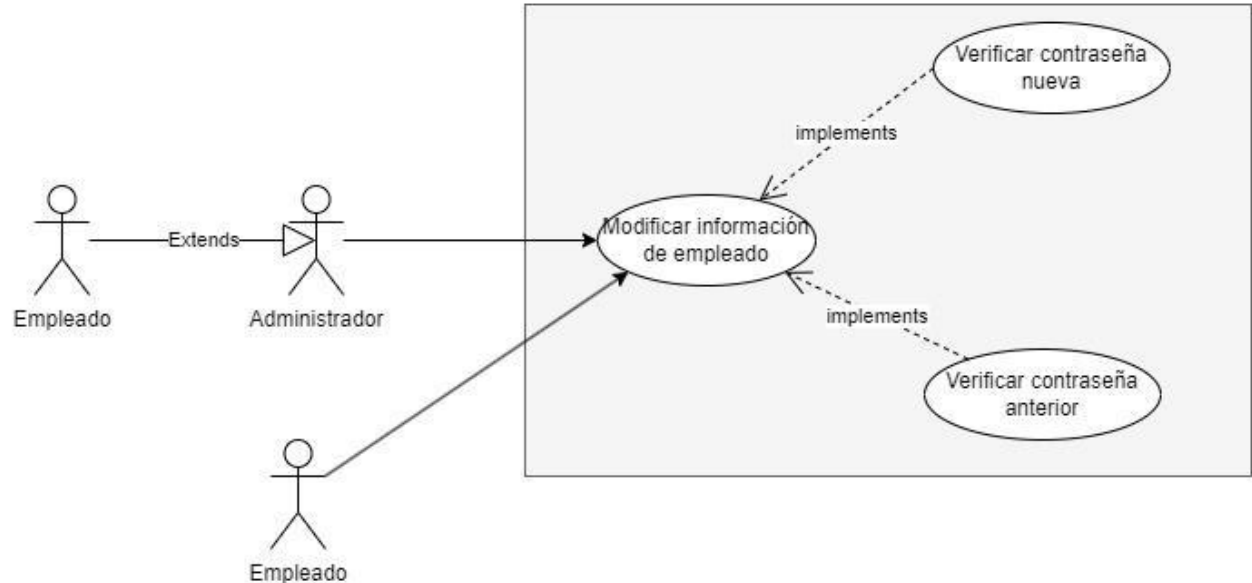 Verificar contraseña
nueva
implements
Extends
Modificar información
de empleado
Empleado
Administrador
implements
Verificar contraseña
anterior
Empleado